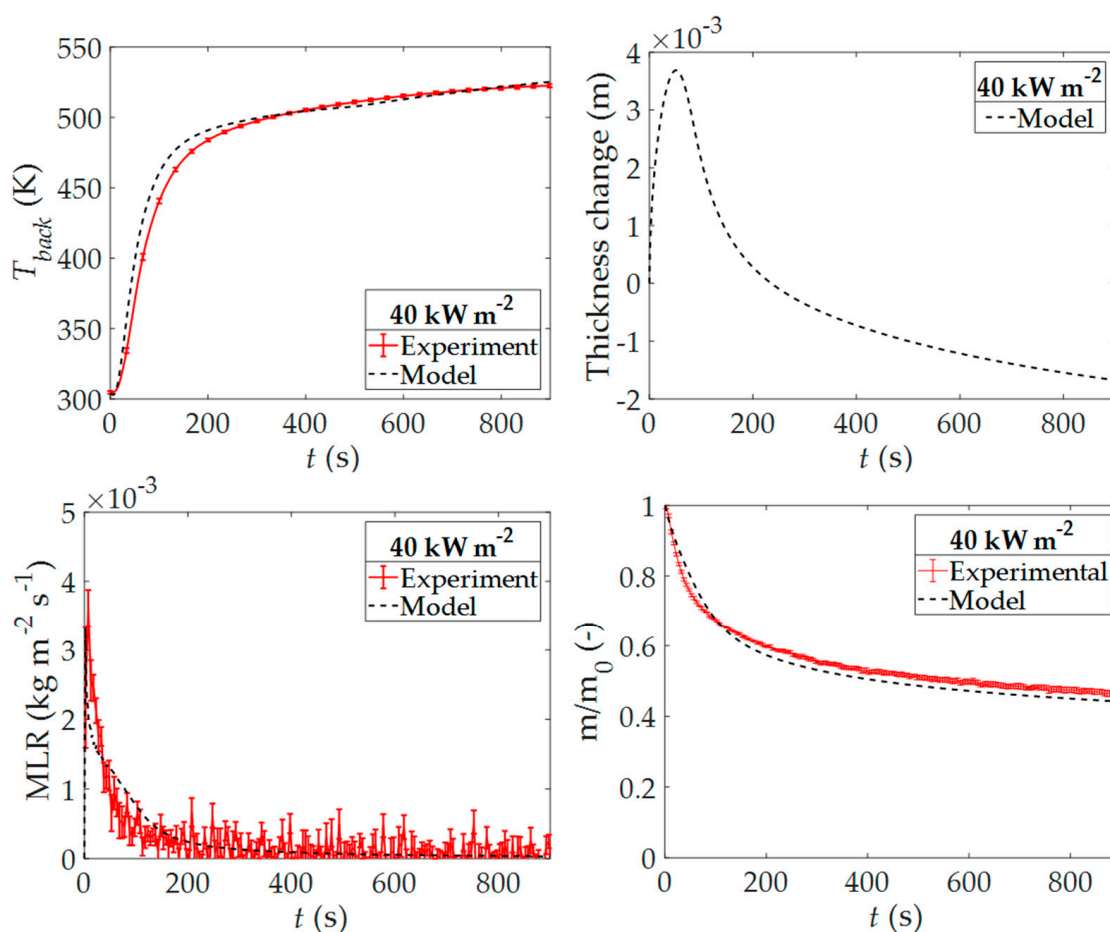 550
500
450
400
350
300
T_back (K)
0 200 400 600 800
t (s)
40 kW m⁻²
Experiment
Model
×10⁻³
4
3
2
1
0
-1
-2
Thickness change (m)
0 200 400 600 800
t (s)
40 kW m⁻²
Model
×10⁻³
5
4
3
2
1
0
MLR (kg m⁻² s⁻¹)
0 200 400 600 800
t (s)
40 kW m⁻²
Experiment
Model
1
0.8
0.6
0.4
0.2
0
m/m₀ (-)
0 200 400 600 800
t (s)
40 kW m⁻²
Experimental
Model